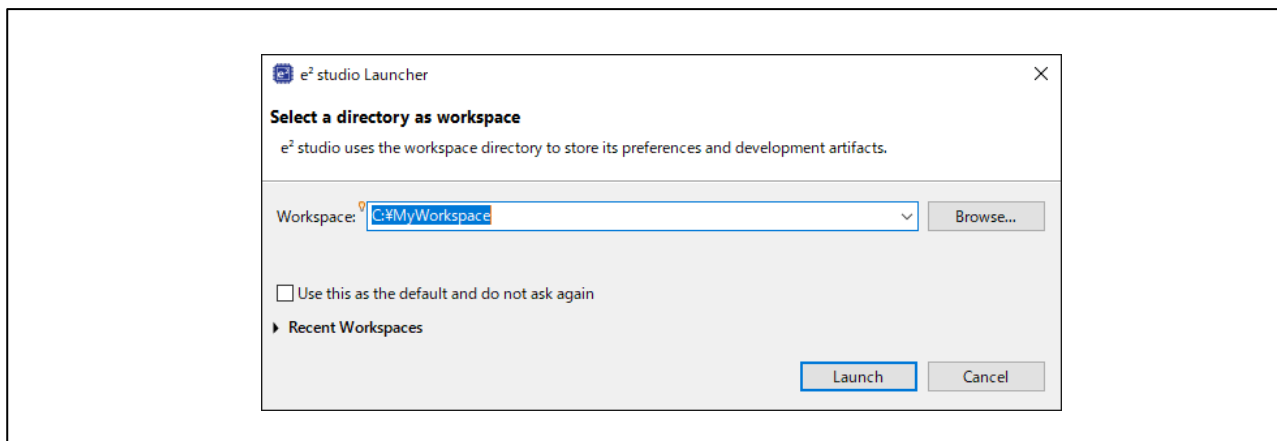 e² studio Launcher
Select a directory as workspace
e² studio uses the workspace directory to store its preferences and development artifacts.
Workspace: C:¥MyWorkspace Browse...
Use this as the default and do not ask again
Recent Workspaces
Launch Cancel